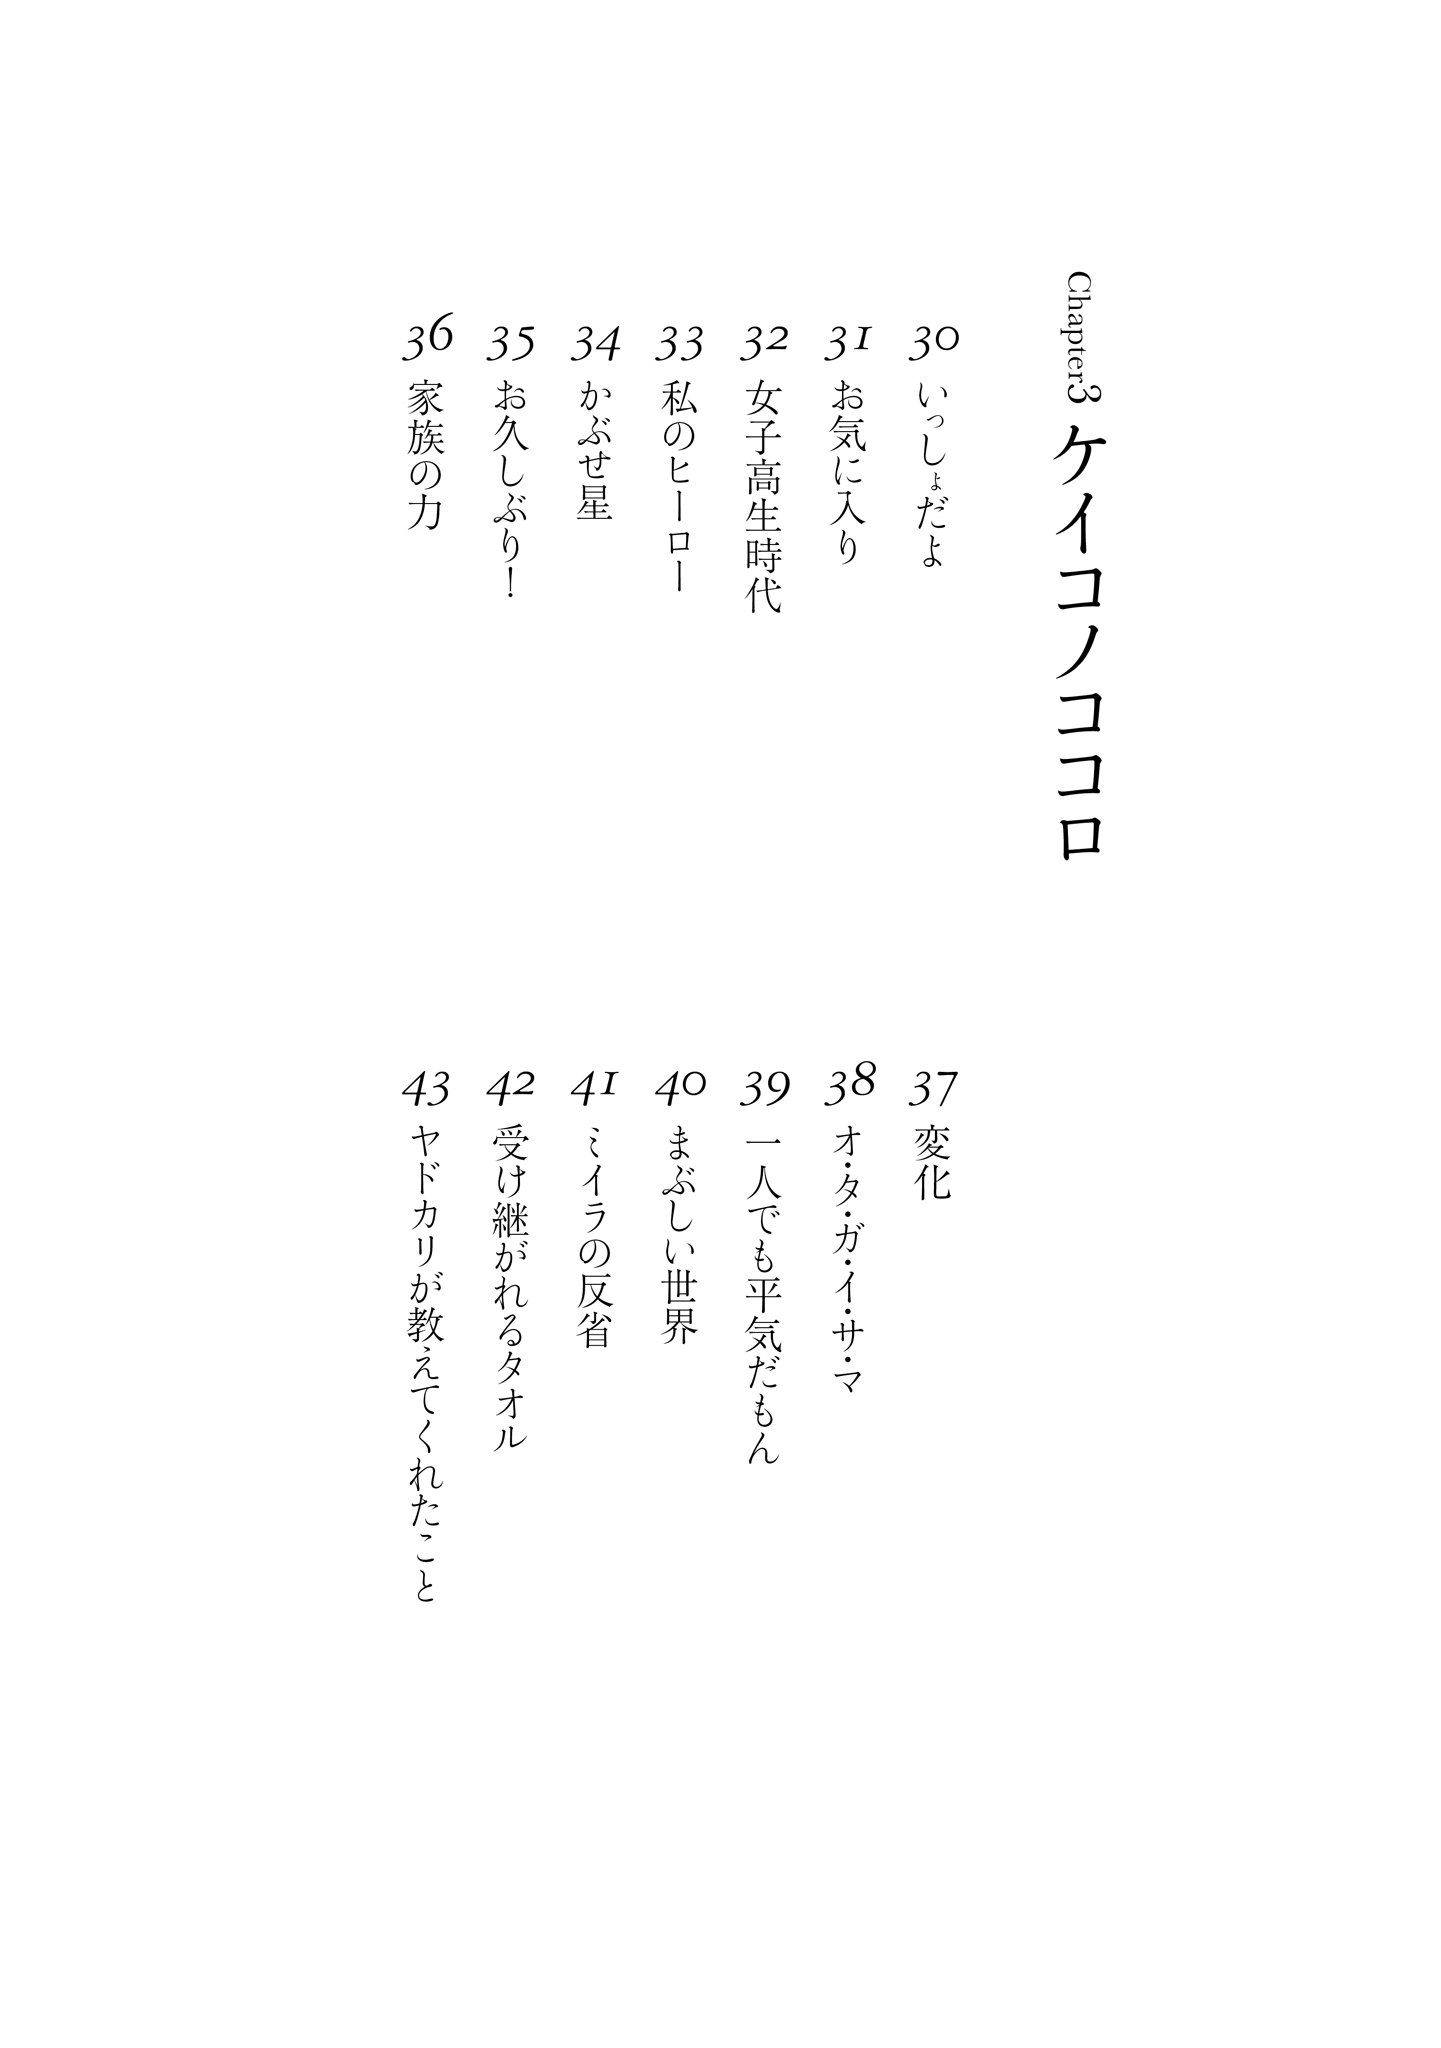 Chapter3 ケイコノココロ
30 いっしょだよ
31 お気に入り
32 女子高生時代
33 私のヒーロー
34 かぶせ星
35 お久しぶり！
36 家族の力
37 変化
38 オ・タ・ガ・イ・サ・マ
39 一人でも平気だもん
40 まぶしい世界
41 ミイラの反省
42 受け継がれるタオル
43 ヤドカリが教えてくれたこと